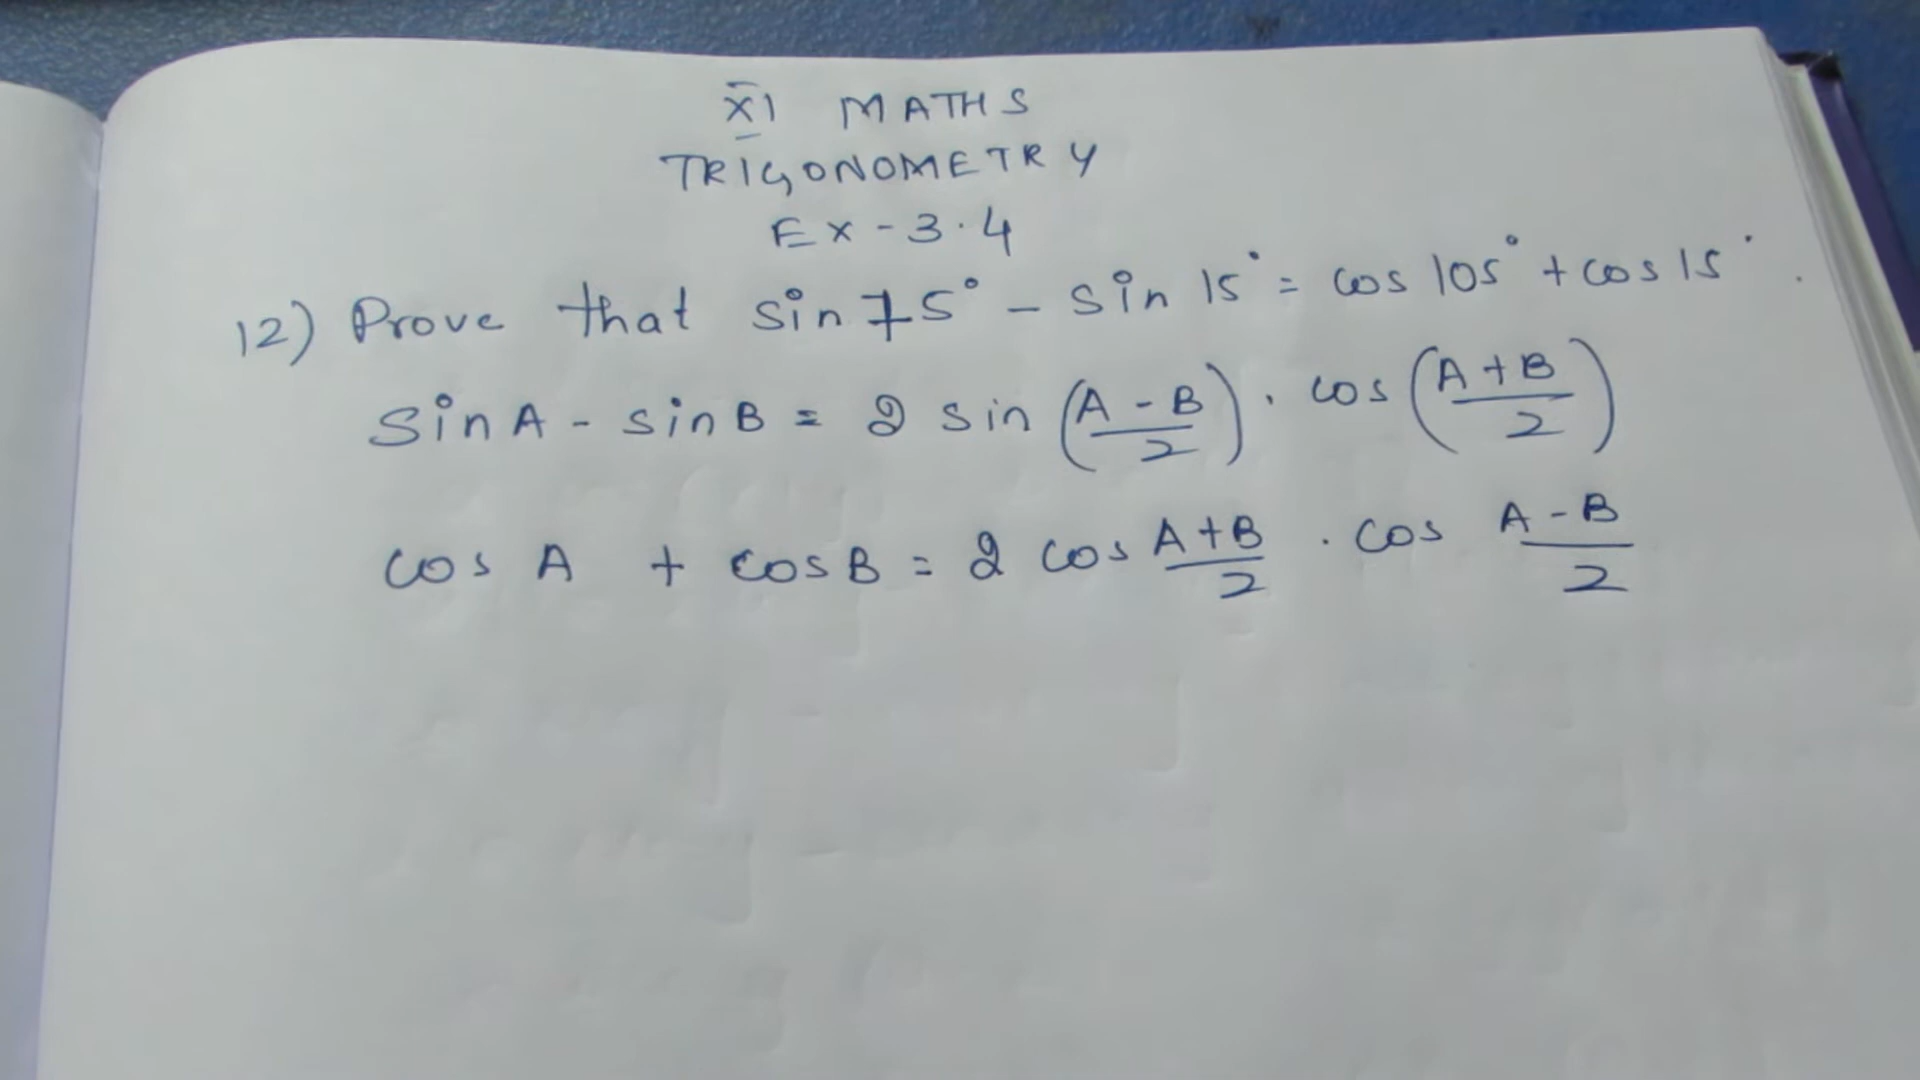 XI MATHS
TRIGONOMETRY
Ex - 3.4
12) Prove that sin 75° - sin 15° = cos 105° + cos 15°.
sin A - sin B = 2 sin (A - B / 2) . cos (A + B / 2)
cos A + cos B = 2 cos A + B / 2 . cos A - B / 2